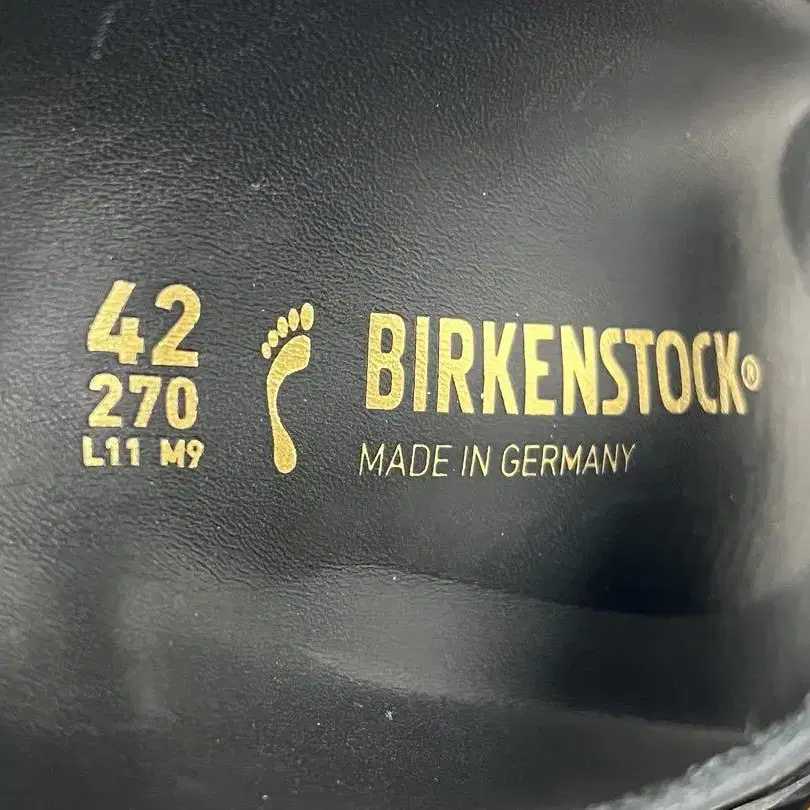 42
270
L11 M9
BIRKENSTOCK®
MADE IN GERMANY